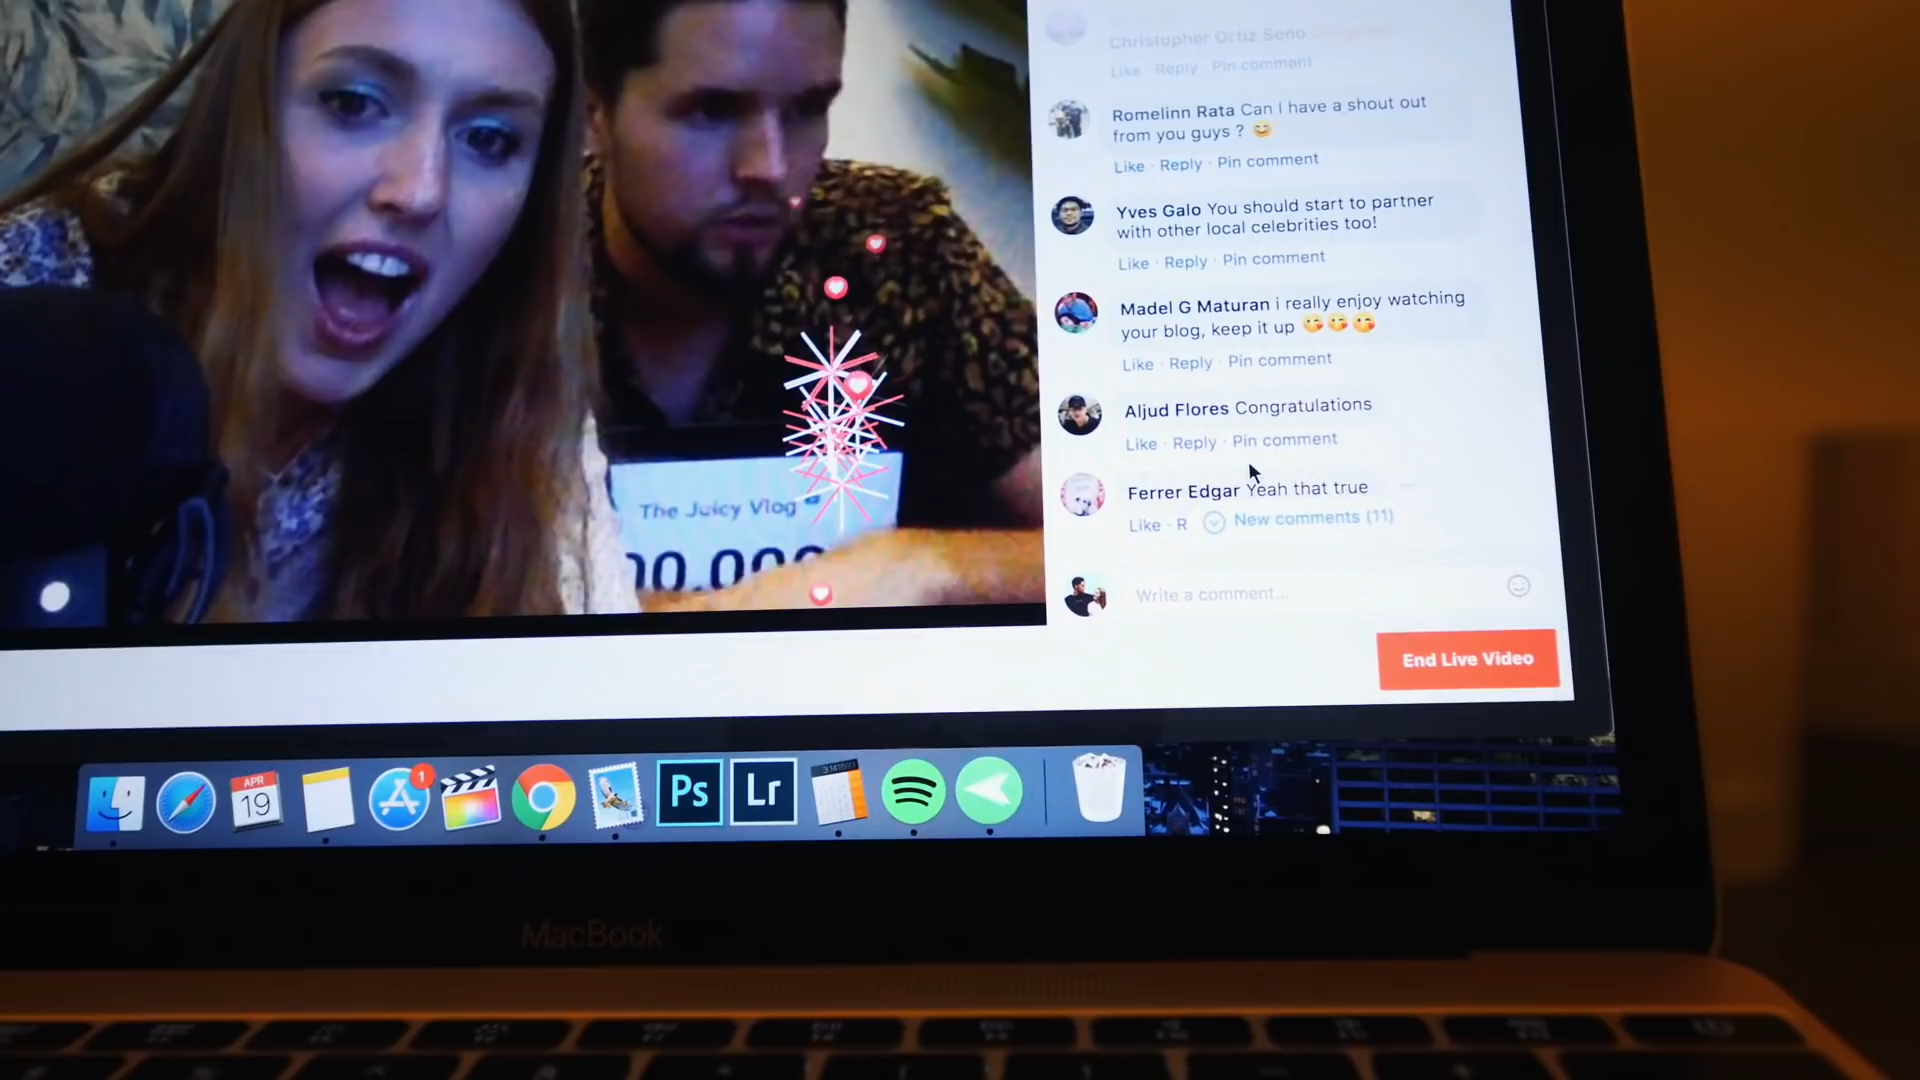 Christopher Ortiz Seno
Like · Reply · Pin comment
Romelinn Rata Can I have a shout out
from you guys ? 😊
Like · Reply · Pin comment
Yves Galo You should start to partner
with other local celebrities too!
Like · Reply · Pin comment
Madel G Maturan i really enjoy watching
your blog, keep it up 😘😘😘
Like · Reply · Pin comment
Aljud Flores Congratulations
Like · Reply · Pin comment
Ferrer Edgar Yeah that true
Like · R
New comments (11)
Write a comment...
End Live Video
The Juicy Vlog
00,000
APR
19
1
Ps
Lr
MacBook